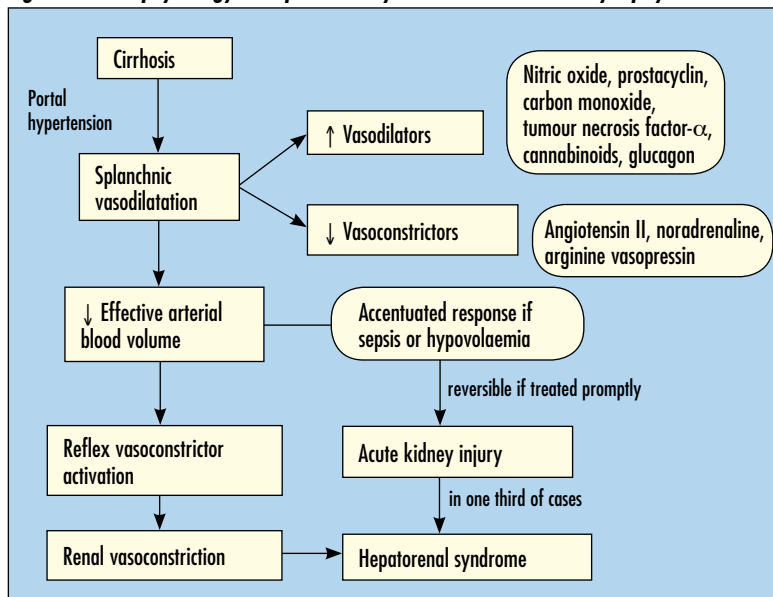 Cirrhosis
Portal
hypertension
Splanchnic
vasodilatation
↑ Vasodilators
Nitric oxide, prostacyclin,
carbon monoxide,
tumour necrosis factor-α,
cannabinoids, glucagon
↓ Vasoconstrictors
Angiotensin II, noradrenaline,
arginine vasopressin
↓ Effective arterial
blood volume
Accentuated response if
sepsis or hypovolaemia
reversible if treated promptly
Reflex vasoconstrictor
activation
Acute kidney injury
in one third of cases
Renal vasoconstriction
Hepatorenal syndrome